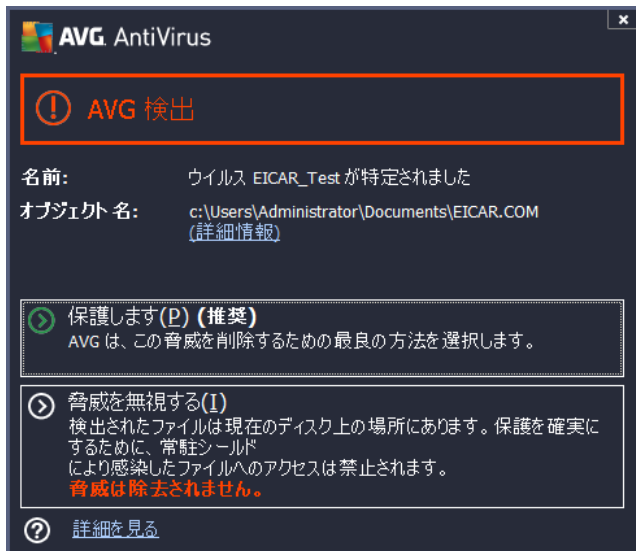 AVG. AntiVirus
AVG 検出
名前: ウイルス EICAR_Test が特定されました
オブジェクト名: c:\Users\Administrator\Documents\EICAR.COM
(詳細情報)
保護します(P) (推奨)
AVG は、この脅威を削除するための最良の方法を選択します。
脅威を無視する(I)
検出されたファイルは現在のディスク上の場所にあります。保護を確実に
するために、常駐シールド
により感染したファイルへのアクセスは禁止されます。
脅威は除去されません。
詳細を見る